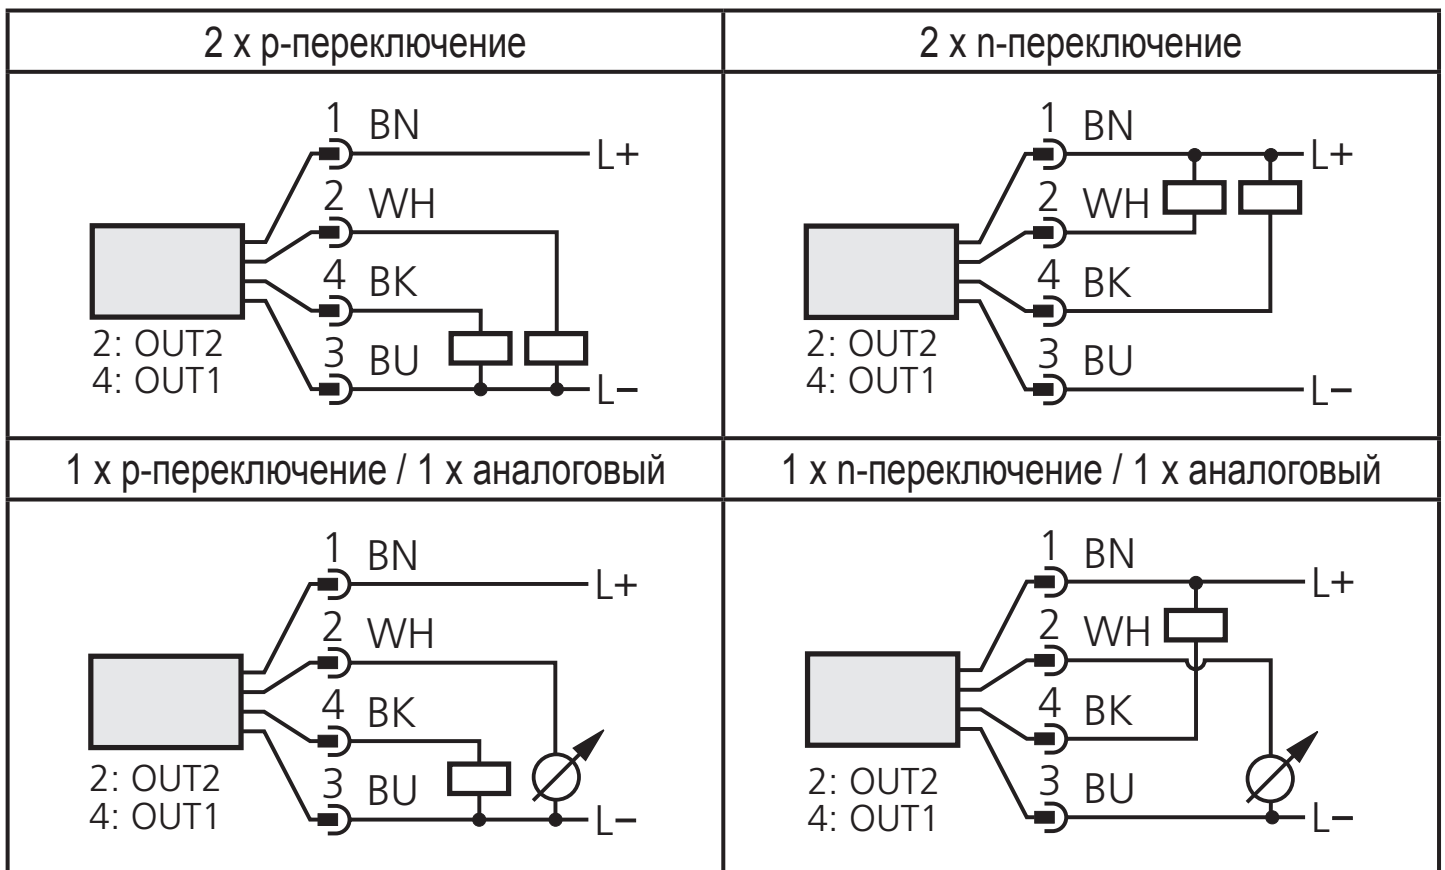 2 x p-переключение
1 BN
L+
2 WH
4 BK
2: OUT2
4: OUT1
3 BU
L−
2 x n-переключение
1 BN
L+
2 WH
4 BK
2: OUT2
4: OUT1
3 BU
L−
1 x p-переключение / 1 x аналоговый
1 BN
L+
2 WH
4 BK
2: OUT2
4: OUT1
3 BU
L−
1 x n-переключение / 1 x аналоговый
1 BN
L+
2 WH
4 BK
2: OUT2
4: OUT1
3 BU
L−